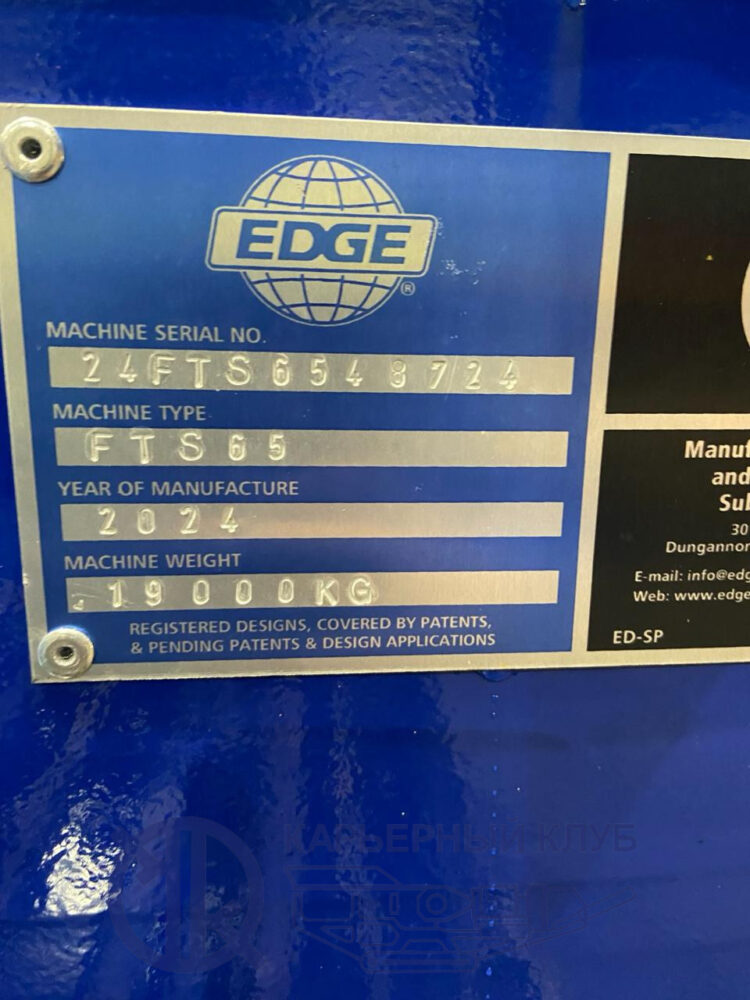 EDGE
®
MACHINE SERIAL NO.
24FTS6548724
MACHINE TYPE
FTS65
YEAR OF MANUFACTURE
2024
MACHINE WEIGHT
19000KG
REGISTERED DESIGNS, COVERED BY PATENTS,
& PENDING PATENTS & DESIGN APPLICATIONS
Manuf
and
Sul
30
Dungannon
E-mail: info@edg
Web: www.edge
ED-SP
КАРЬЕРНЫЙ КЛУБ